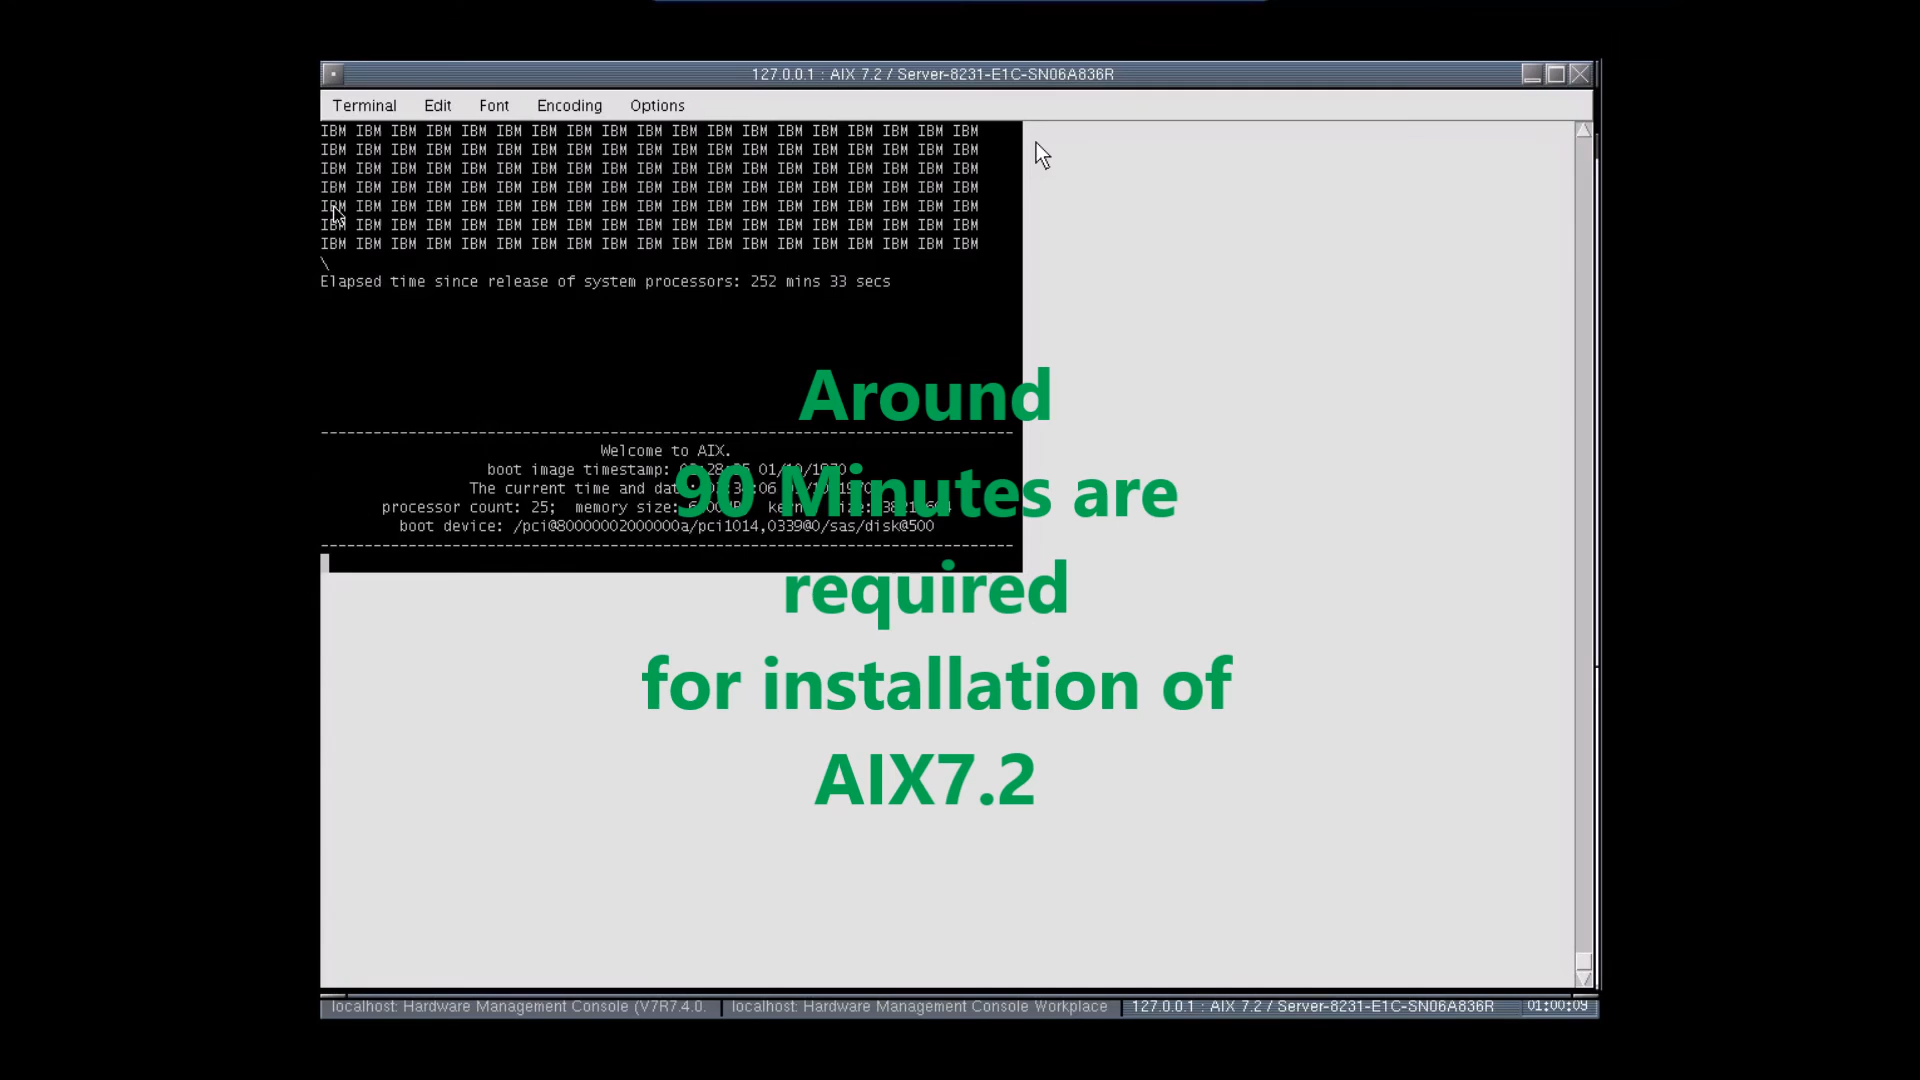 127.0.0.1 : AIX 7.2 / Server-8231-E1C-SN06A836R
Terminal Edit Font Encoding Options
IBM IBM IBM IBM IBM IBM IBM IBM IBM IBM IBM IBM IBM IBM IBM IBM IBM IBM IBM
IBM IBM IBM IBM IBM IBM IBM IBM IBM IBM IBM IBM IBM IBM IBM IBM IBM IBM IBM
IBM IBM IBM IBM IBM IBM IBM IBM IBM IBM IBM IBM IBM IBM IBM IBM IBM IBM IBM
IBM IBM IBM IBM IBM IBM IBM IBM IBM IBM IBM IBM IBM IBM IBM IBM IBM IBM IBM
IBM IBM IBM IBM IBM IBM IBM IBM IBM IBM IBM IBM IBM IBM IBM IBM IBM IBM IBM
IBM IBM IBM IBM IBM IBM IBM IBM IBM IBM IBM IBM IBM IBM IBM IBM IBM IBM IBM
IBM IBM IBM IBM IBM IBM IBM IBM IBM IBM IBM IBM IBM IBM IBM IBM IBM IBM IBM
\
Elapsed time since release of system processors: 252 mins 33 secs
Around
90 Minutes are
required
for installation of
AIX7.2
--------------------------------------------------------------------------------
Welcome to AIX.
boot image timestamp:
The current time and date:
processor count: 25; memory size:
boot device: /pci@80000002000000a/pci1014,0339@0/sas/disk@500
--------------------------------------------------------------------------------
localhost: Hardware Management Console (V7R7.4.0. localhost: Hardware Management Console Workplace 127.0.0.1 : AIX 7.2 / Server-8231-E1C-SN06A836R 01:00:09